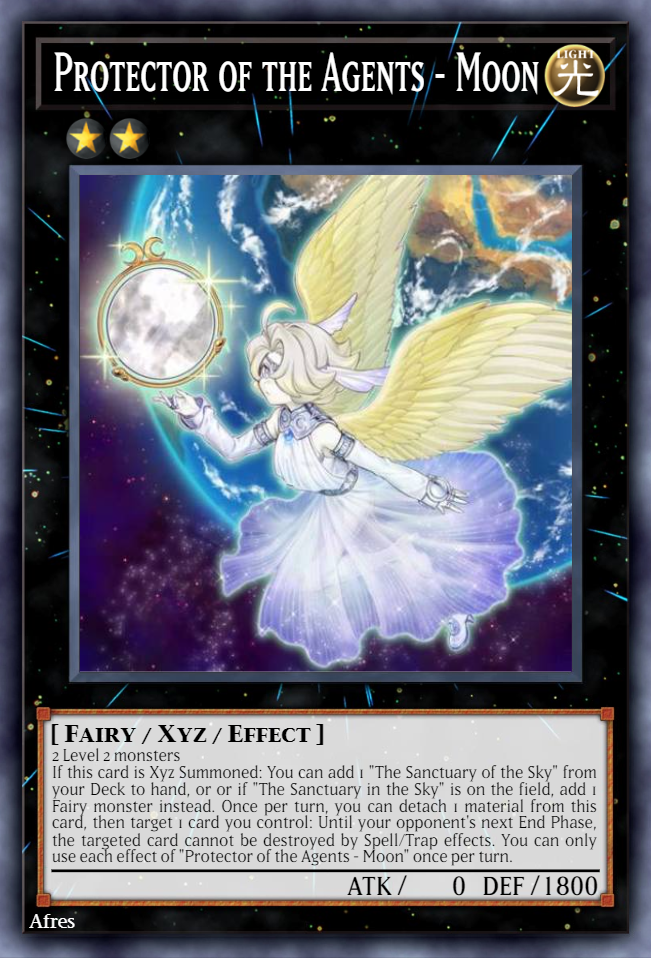 Protector of the Agents - Moon
LIGHT
光
[ Fairy / Xyz / Effect ]
2 Level 2 monsters
If this card is Xyz Summoned: You can add 1 "The Sanctuary of the Sky" from
your Deck to hand, or or if "The Sanctuary in the Sky" is on the field, add 1
Fairy monster instead. Once per turn, you can detach 1 material from this
card, then target 1 card you control: Until your opponent's next End Phase,
the targeted card cannot be destroyed by Spell/Trap effects. You can only
use each effect of "Protector of the Agents - Moon" once per turn.
ATK / 0 DEF /1800
Afres